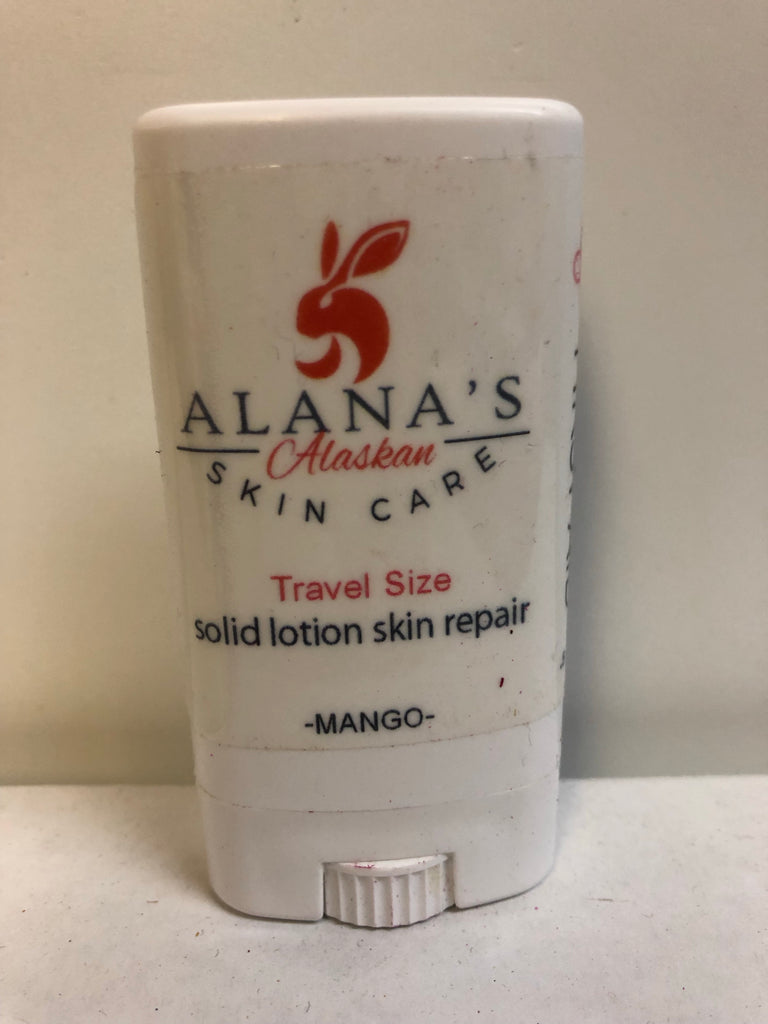 ALANA'S
Alaskan
SKIN CARE
Travel Size
solid lotion skin repair
-MANGO-